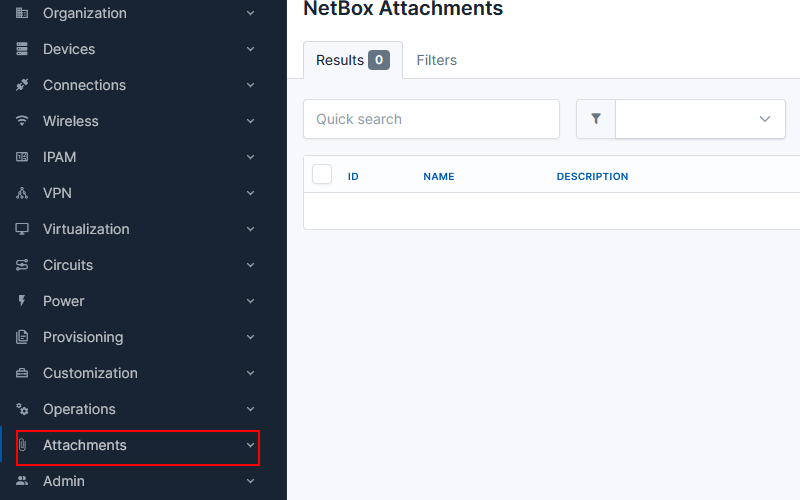 Organization
Devices
Connections
Wireless
IPAM
VPN
Virtualization
Circuits
Power
Provisioning
Customization
Operations
Attachments
Admin
NetBox Attachments
Results 0 Filters
Quick search
ID NAME DESCRIPTION